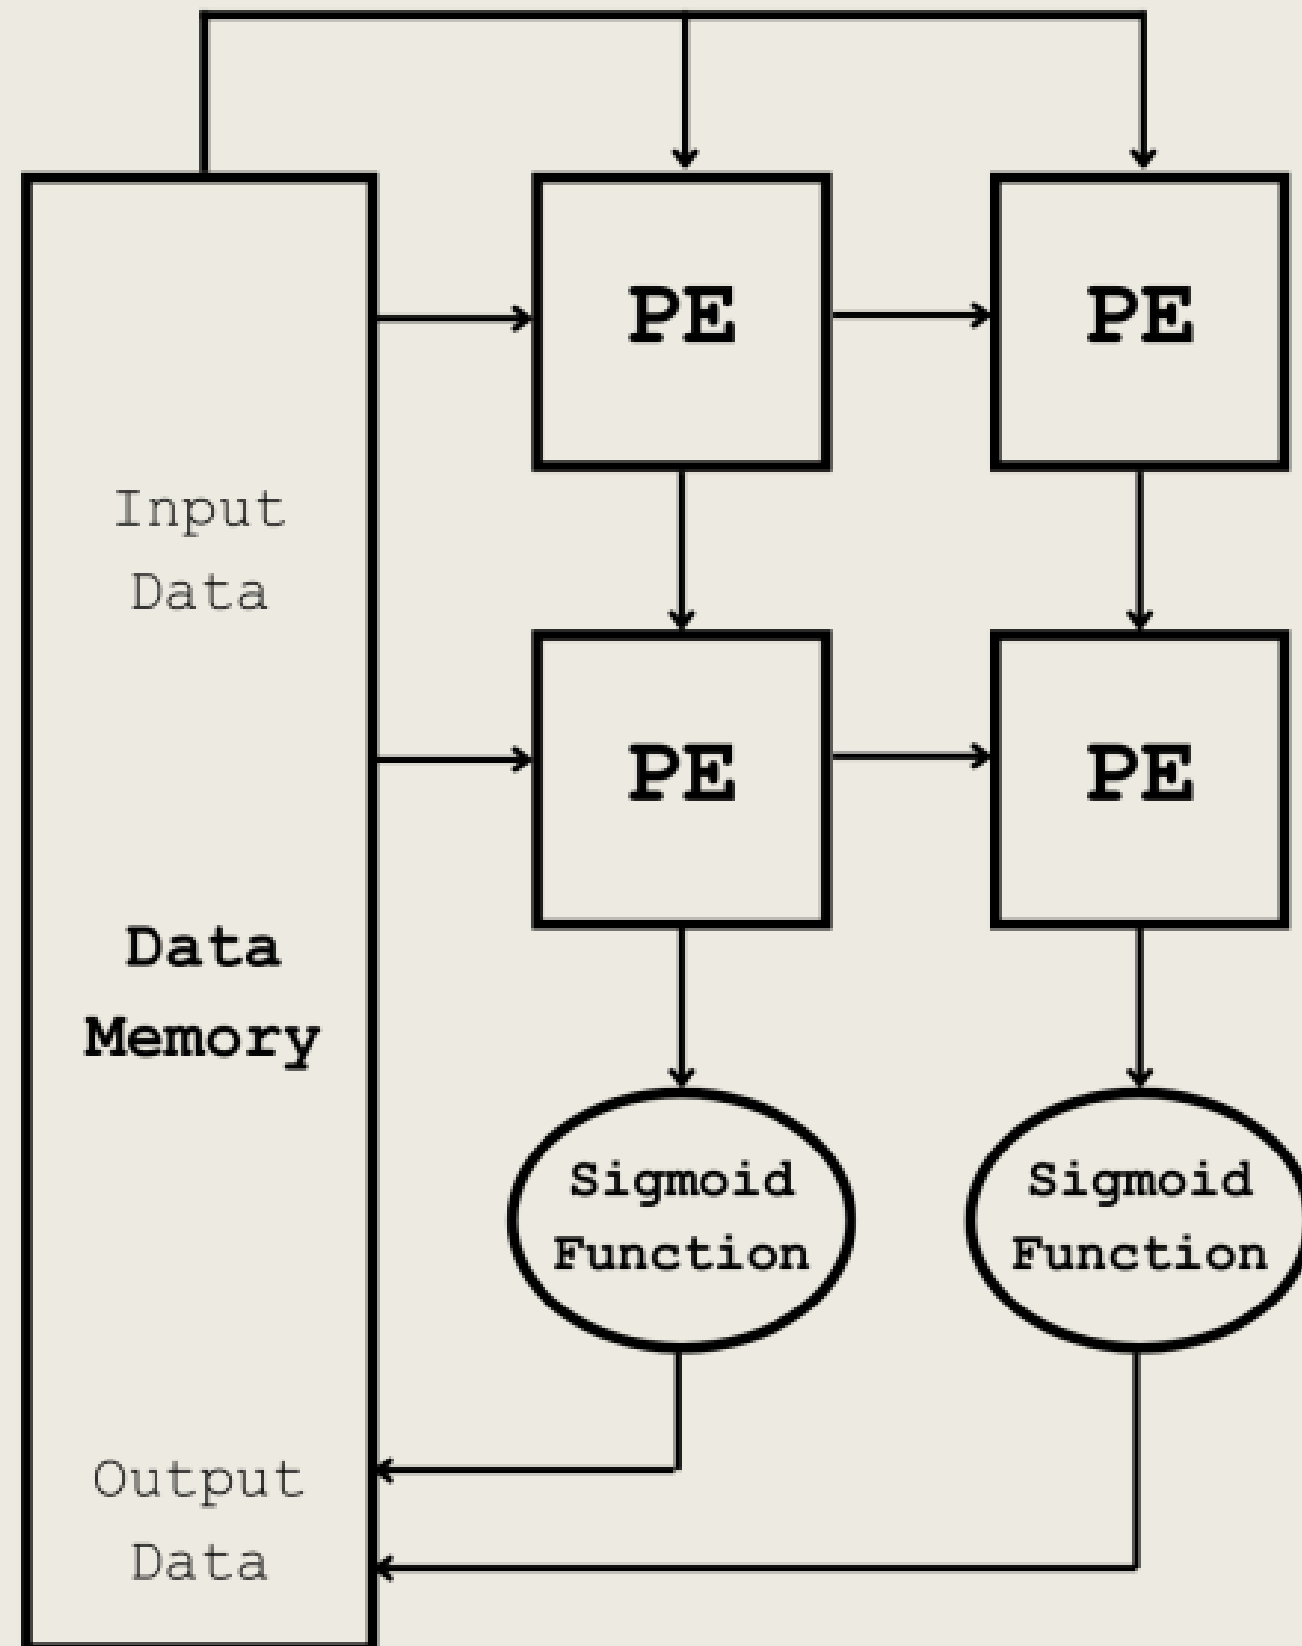 PE
PE
Input
Data
PE
PE
Data
Memory
Sigmoid
Function
Sigmoid
Function
Output
Data